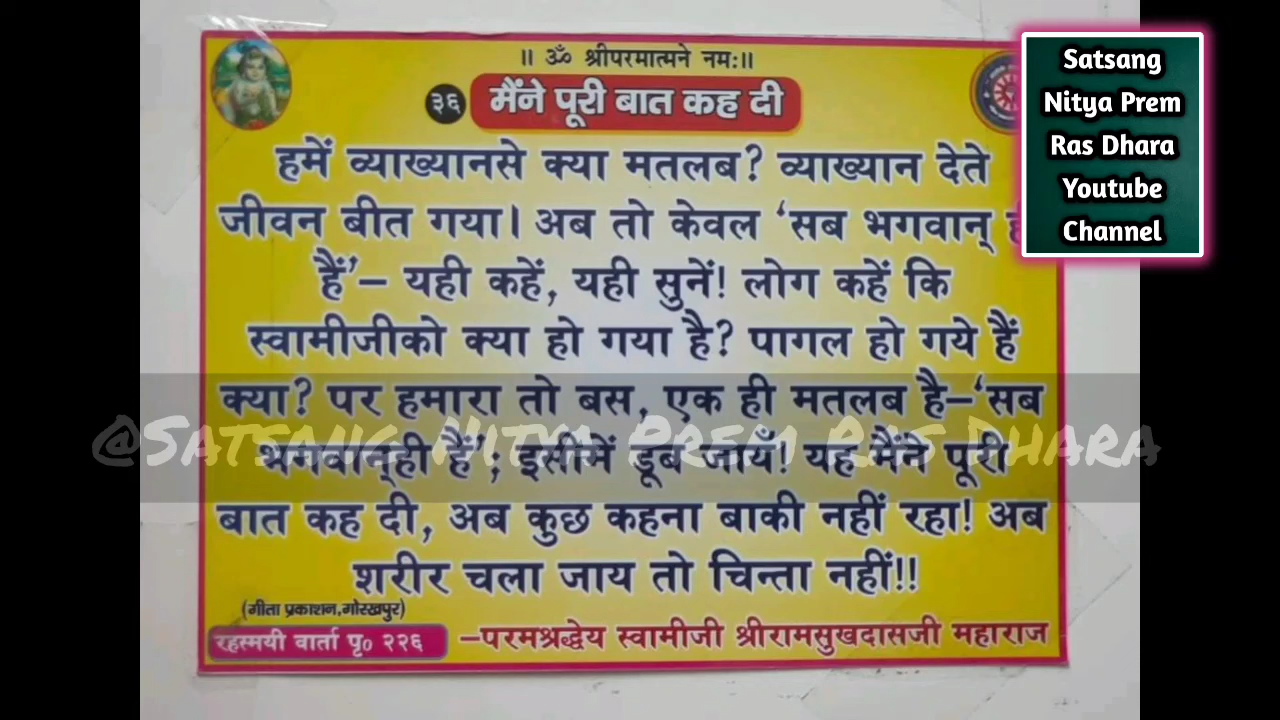 ॥ ॐ श्रीपरमात्मने नमः॥
३६ मैंने पूरी बात कह दी
हमें व्याख्यानसे क्या मतलब? व्याख्यान देते
जीवन बीत गया। अब तो केवल ‘सब भगवान्
हैं’– यही कहें, यही सुनें! लोग कहें कि
स्वामीजीको क्या हो गया है? पागल हो गये हैं
क्या? पर हमारा तो बस, एक ही मतलब है–‘सब
भगवान्‌ही हैं’; इसीमें डूब जायँ! यह मैंने पूरी
बात कह दी, अब कुछ कहना बाकी नहीं रहा! अब
शरीर चला जाय तो चिन्ता नहीं!!
(गीता प्रकाशन,गोरखपुर)
रहस्मयी वार्ता पृ० २२६
–परमश्रद्धेय स्वामीजी श्रीरामसुखदासजी महाराज
Satsang
Nitya Prem
Ras Dhara
Youtube
Channel
@Satsang Nitya Prem Ras Dhara